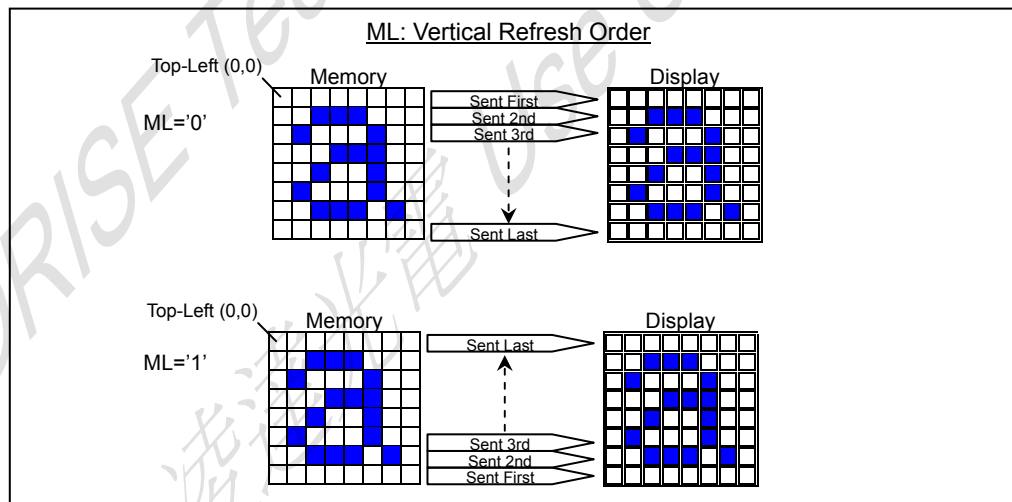 ML: Vertical Refresh Order
Top-Left (0,0)
Memory
Display
ML='0'
Sent First
Sent 2nd
Sent 3rd
Sent Last
Top-Left (0,0)
Memory
Display
ML='1'
Sent Last
Sent 3rd
Sent 2nd
Sent First